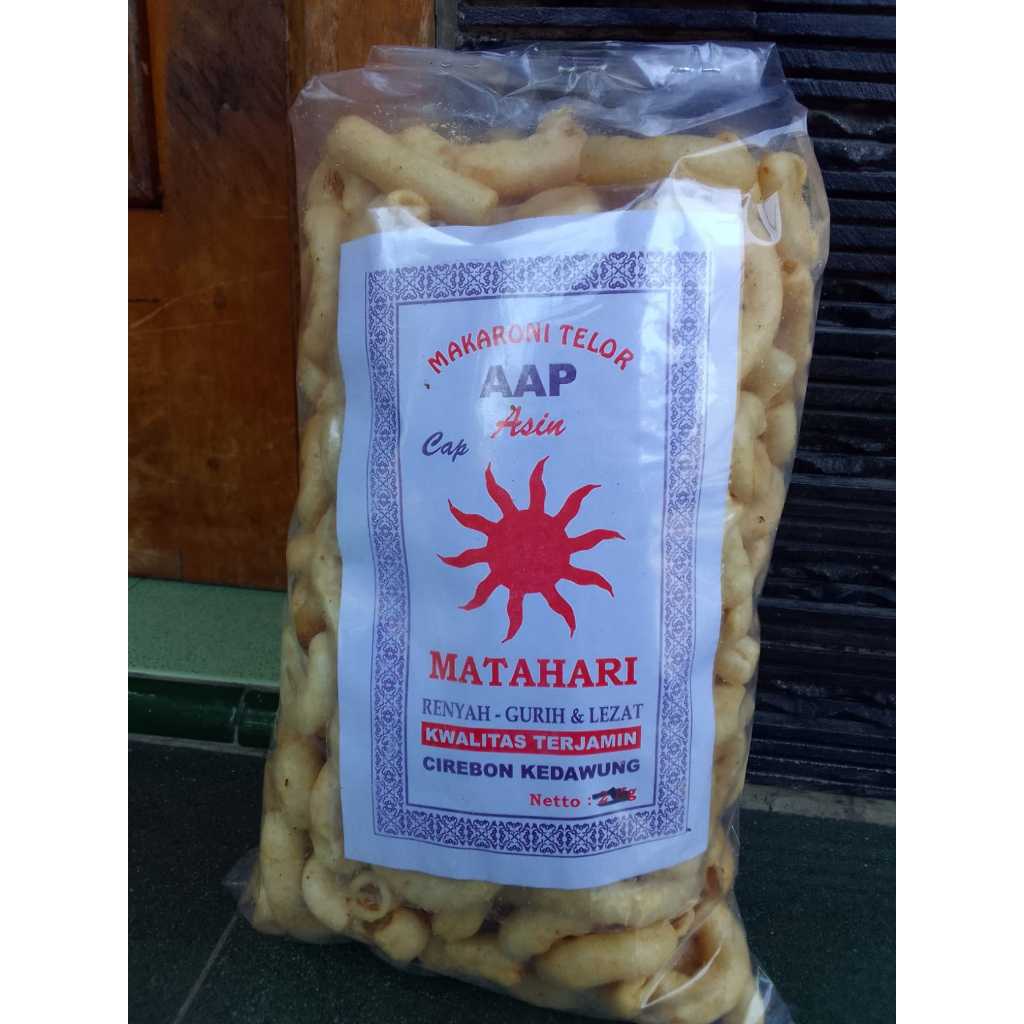 MAKARONI TELOR
AAP
Asin
Cap
MATAHARI
RENYAH - GURIH & LEZAT
KWALITAS TERJAMIN
CIREBON KEDAWUNG
Netto :